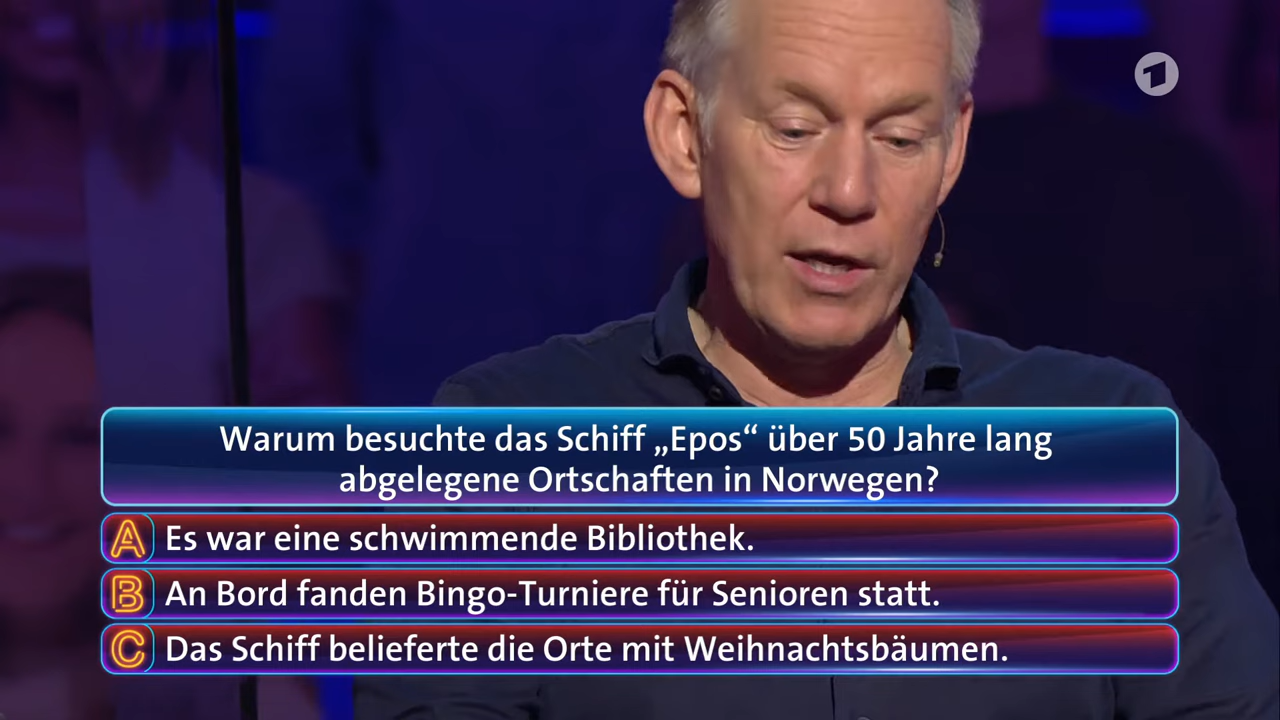 1
Warum besuchte das Schiff „Epos“ über 50 Jahre lang
abgelegene Ortschaften in Norwegen?
A Es war eine schwimmende Bibliothek.
B An Bord fanden Bingo-Turniere für Senioren statt.
C Das Schiff belieferte die Orte mit Weihnachtsbäumen.